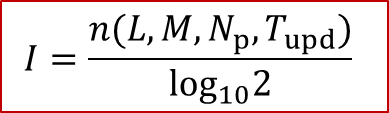 I = n(L, M, N_p, T_upd) / log_10 2